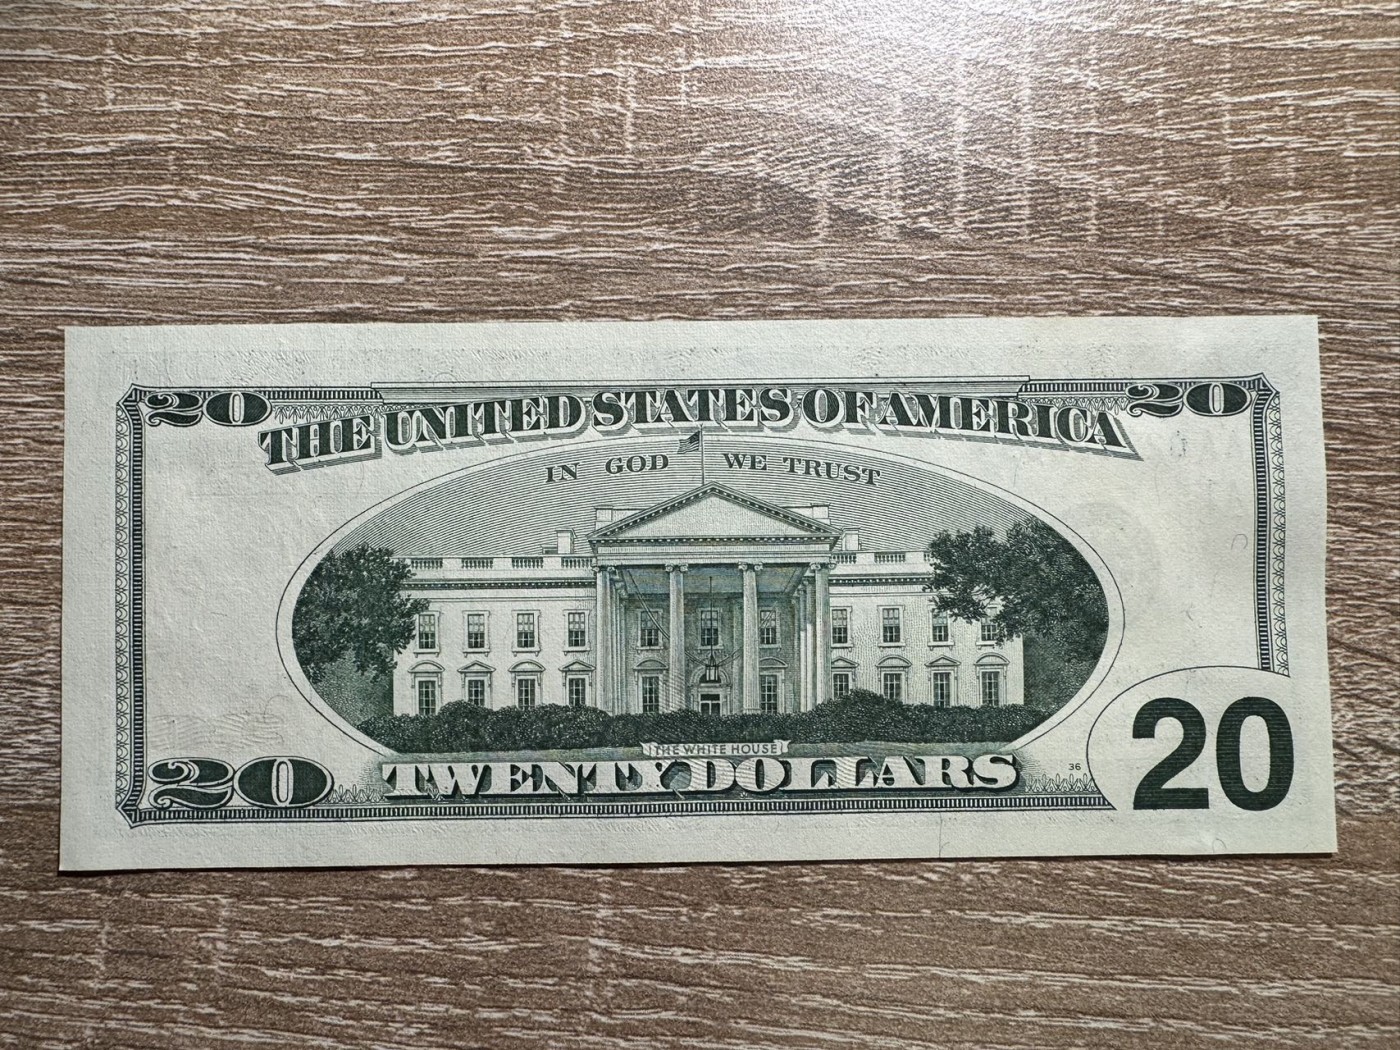 20 THE UNITED STATES OF AMERICA 20
IN GOD WE TRUST
THE WHITE HOUSE
20 TWENTY DOLLARS 36 20